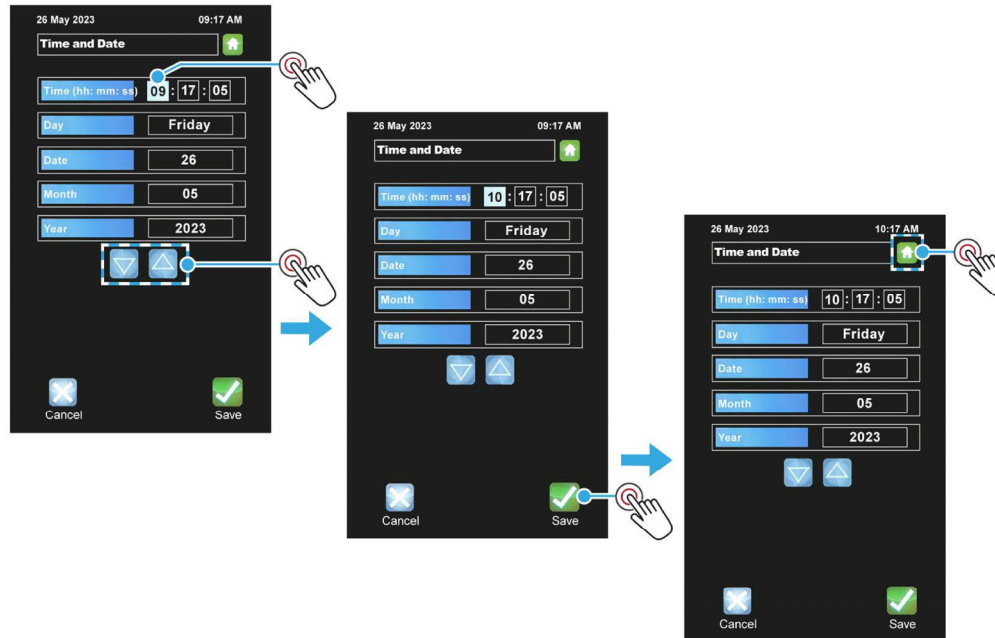 26 May 2023 09:17 AM
Time and Date
Time (hh: mm: ss) 09 : 17 : 05
Day Friday
Date 26
Month 05
Year 2023
Cancel Save
26 May 2023 09:17 AM
Time and Date
Time (hh: mm: ss) 10 : 17 : 05
Day Friday
Date 26
Month 05
Year 2023
Cancel Save
26 May 2023 10:17 AM
Time and Date
Time (hh: mm: ss) 10 : 17 : 05
Day Friday
Date 26
Month 05
Year 2023
Cancel Save